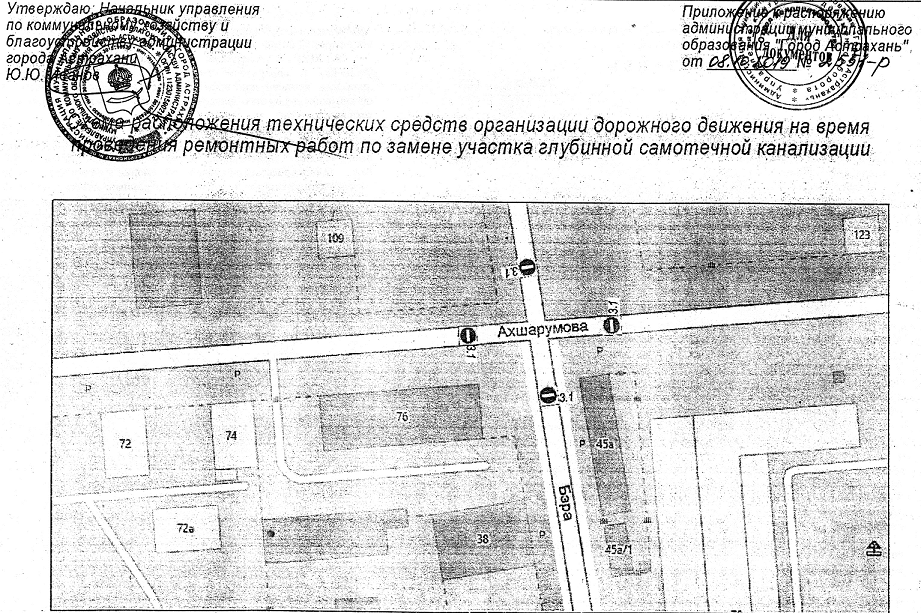 Утверждаю: Начальник управления
по коммунальному хозяйству и
благоустройству администрации
города Астрахани
Ю.Ю.
Приложение к распоряжению
администрации муниципального
образования "Город Астрахань"
от №
расположения технических средств организации дорожного движения на время
проведения ремонтных работ по замене участка глубинной самотечной канализации
109
123
3.1
3.1
Ахшарумова
3.1
P
P
P
3.1
76
72
74
P
45а
Бэра
72а
38
P
45а/1